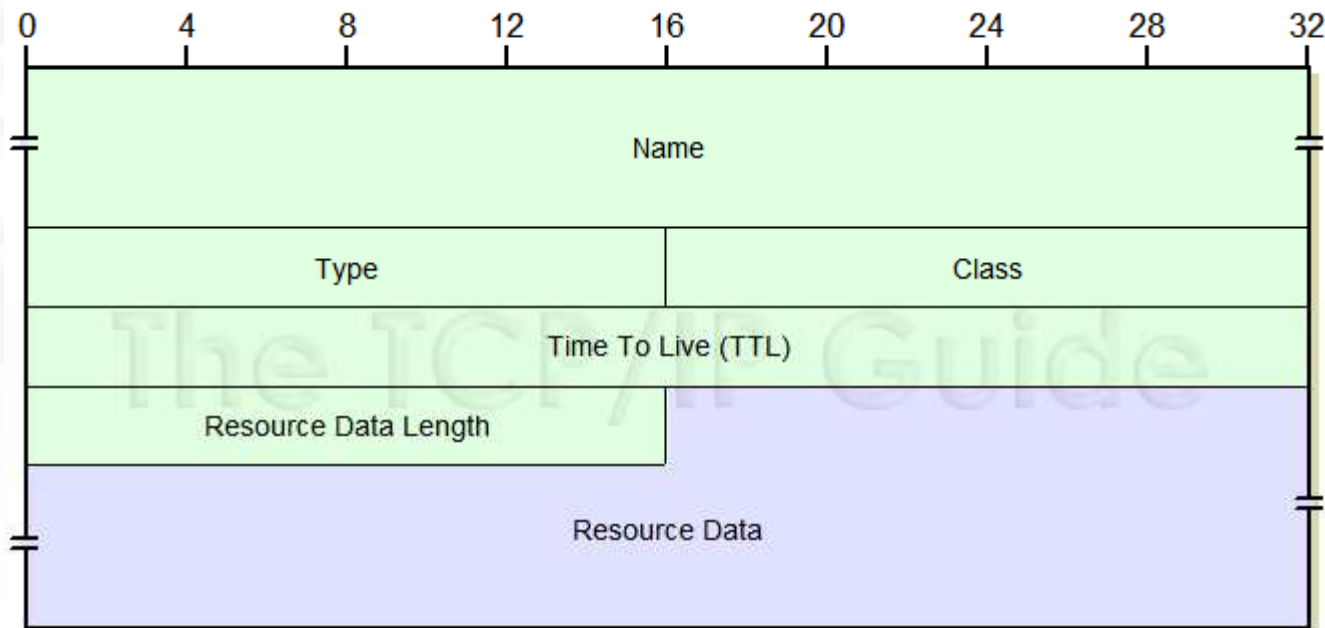 0 4 8 12 16 20 24 28 32
Name
Type Class
Time To Live (TTL)
The TCP/IP Guide
Resource Data Length
Resource Data